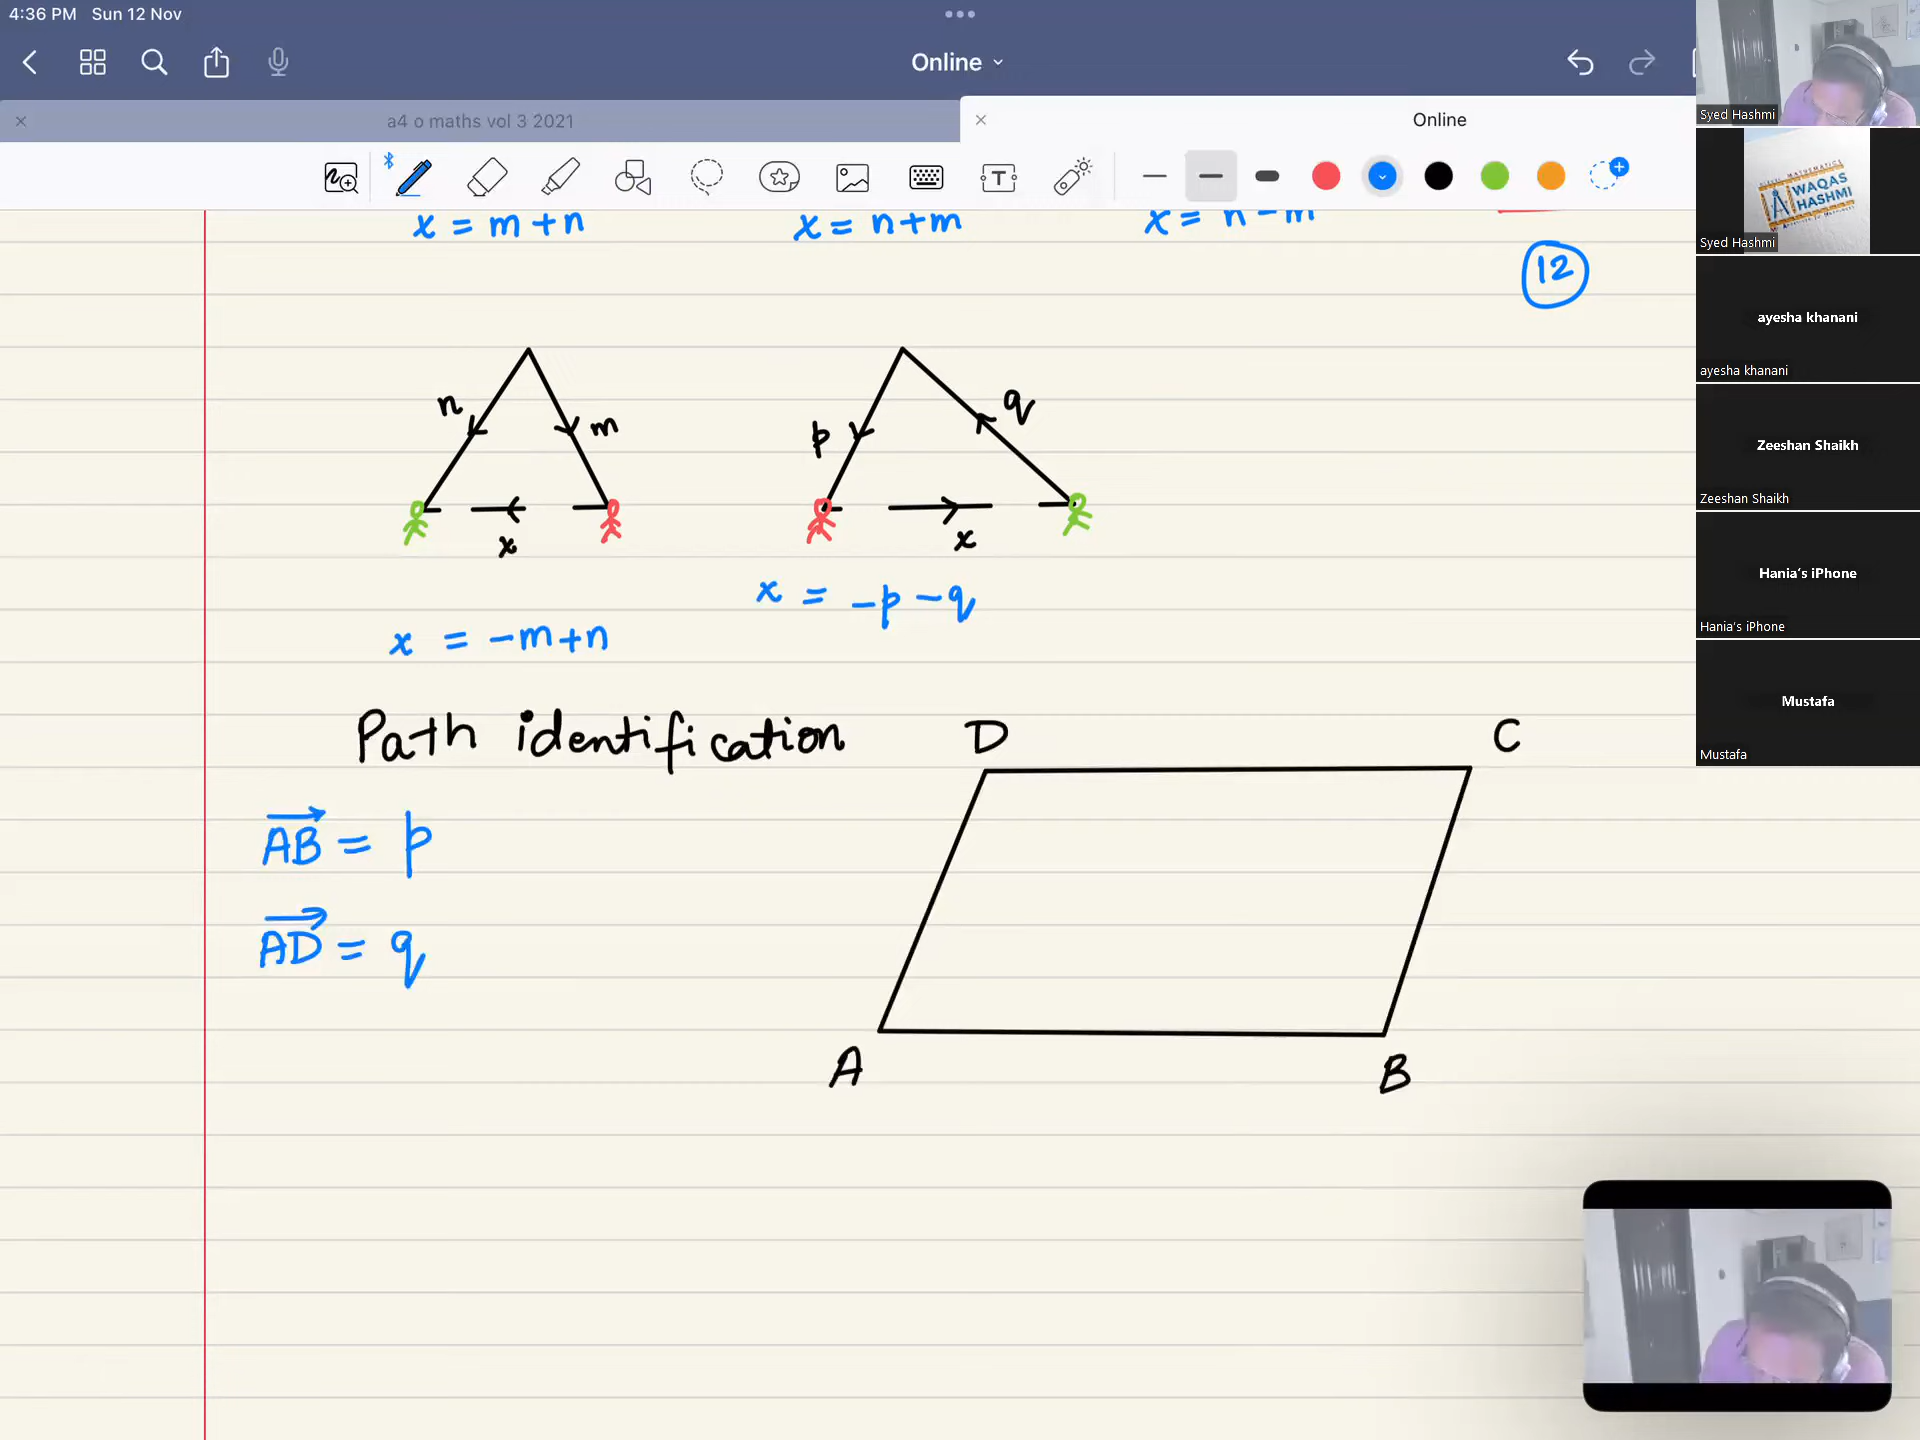 4:36 PM Sun 12 Nov
Online
a4 o maths vol 3 2021
Online
x = m+n
x = n+m
x = n-m
12
n
m
x
p
q
x
x = -p-q
x = -m+n
Path identification
D
C
AB = p
AD = q
A
B
Syed Hashmi
WAQAS
HASHMI
Syed Hashmi
ayesha khanani
ayesha khanani
Zeeshan Shaikh
Zeeshan Shaikh
Hania's iPhone
Hania's iPhone
Mustafa
Mustafa